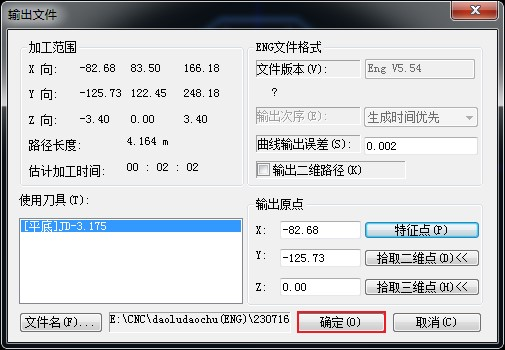 输出文件
加工范围
X 向: -82.68 83.50 166.18
Y 向: -125.73 122.45 248.18
Z 向: -3.40 0.00 3.40
路径长度: 4.164 m
估计加工时间: 00 : 02 : 02
ENG文件格式
文件版本(V): Eng V5.54
?
输出次序(E): 生成时间优先
曲线输出误差(S): 0.002
输出二维路径(K)
使用刀具(T):
[平底]JD-3.175
输出原点
X: -82.68 特征点(P)
Y: -125.73 拾取二维点(D)<<
Z: 0.00 拾取三维点(H)<<
文件名(F)... E:\CNC\daoludaochu(ENG)\230716 确定(O) 取消(C)